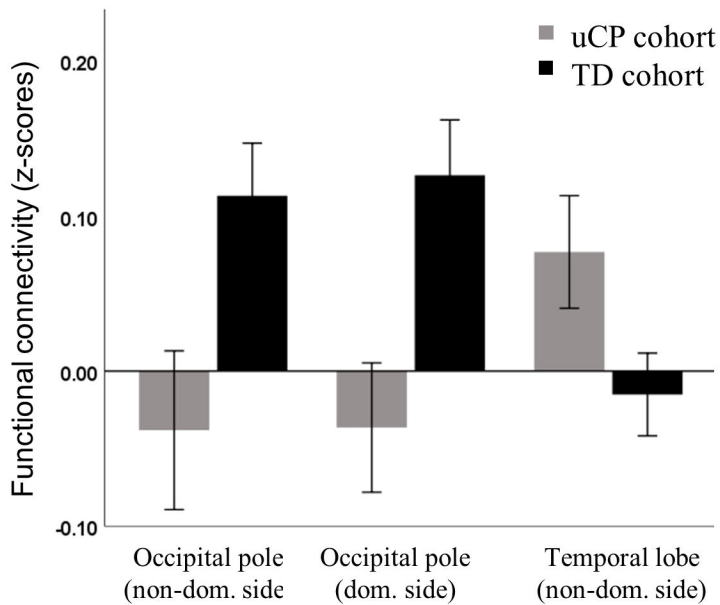 uCP cohort
TD cohort
Functional connectivity (z-scores)
0.20
0.10
0.00
-0.10
Occipital pole
(non-dom. side
Occipital pole
(dom. side)
Temporal lobe
(non-dom. side)